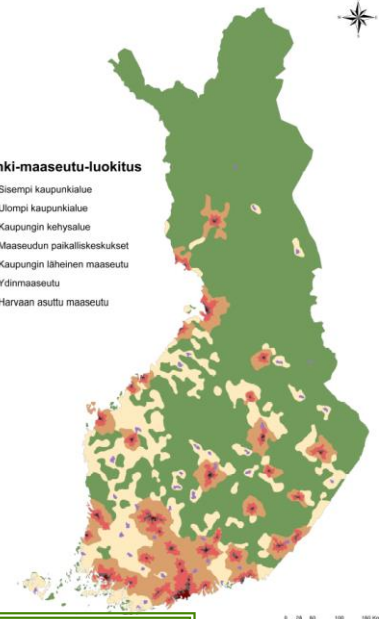 nki-maaseutu-luokitus
Sisempi kaupunkialue
Ulompi kaupunkialue
Kaupungin kehysalue
Maaseudun paikalliskeskukset
Kaupungin läheinen maaseutu
Ydinmaaseutu
Harvaan asuttu maaseutu